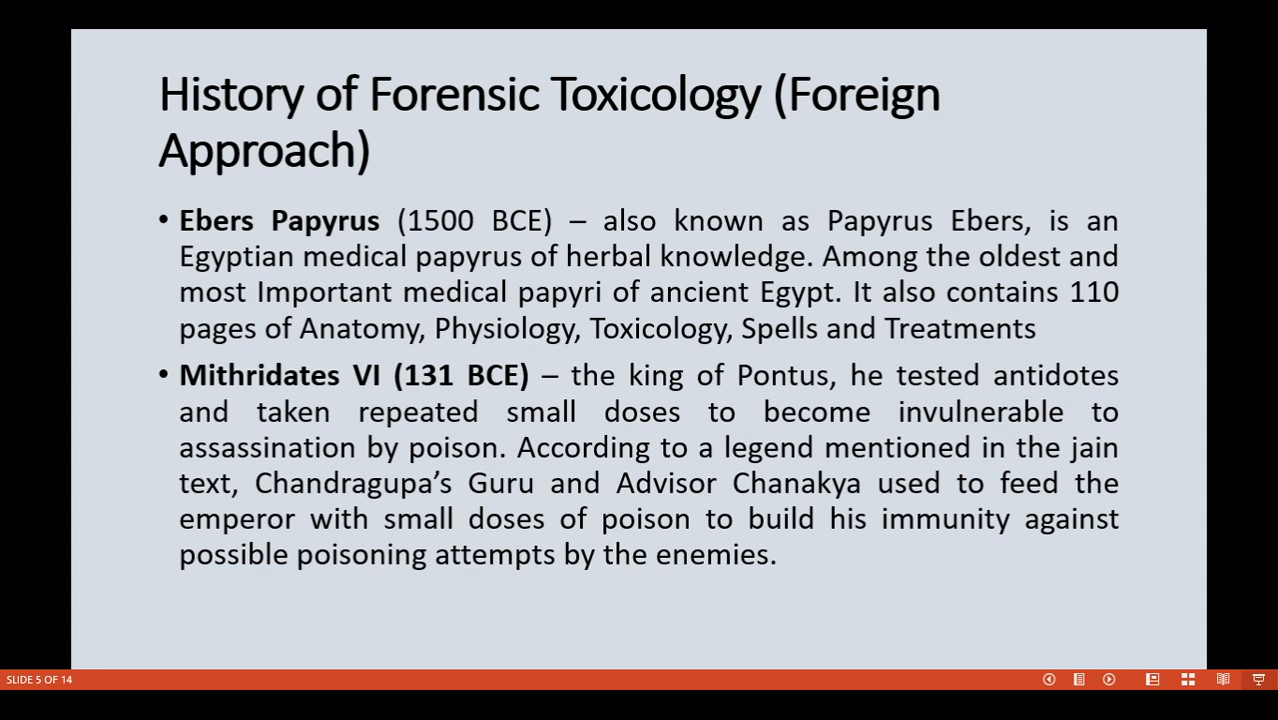 History of Forensic Toxicology (Foreign
Approach)
• Ebers Papyrus (1500 BCE) – also known as Papyrus Ebers, is an
Egyptian medical papyrus of herbal knowledge. Among the oldest and
most Important medical papyri of ancient Egypt. It also contains 110
pages of Anatomy, Physiology, Toxicology, Spells and Treatments
• Mithridates VI (131 BCE) – the king of Pontus, he tested antidotes
and taken repeated small doses to become invulnerable to
assassination by poison. According to a legend mentioned in the jain
text, Chandragupa’s Guru and Advisor Chanakya used to feed the
emperor with small doses of poison to build his immunity against
possible poisoning attempts by the enemies.
SLIDE 5 OF 14